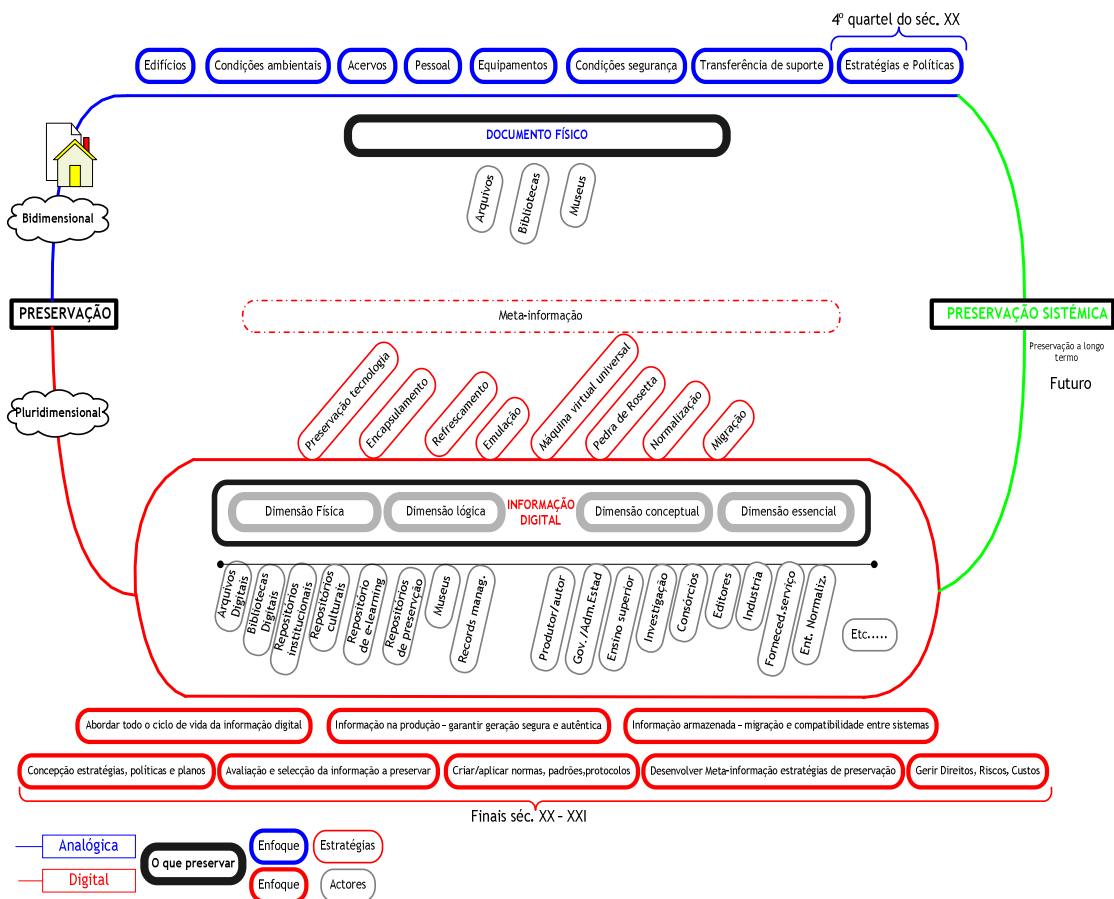 4º quartel do séc. XX
Edifícios
Condições ambientais
Acervos
Pessoal
Equipamentos
Condições segurança
Transferência de suporte
Estratégias e Políticas
DOCUMENTO FÍSICO
Arquivos
Bibliotecas
Museus
Bidimensional
PRESERVAÇÃO
Meta-informação
PRESERVAÇÃO SISTÉMICA
Preservação a longo
termo
Futuro
Pluridimensional
Preservação tecnologia
Encapsulamento
Refrescamento
Emulação
Máquina virtual universal
Pedra de Rosetta
Normalização
Migração
Dimensão Física
Dimensão lógica
INFORMAÇÃO
DIGITAL
Dimensão conceptual
Dimensão essencial
Arquivos
Digitais
Bibliotecas
Digitais
Repositórios
institucionais
Repositórios
culturais
Repositório
de e-learning
Repositórios
de preservção
Museus
Records manag.
Produtor/autor
Gov. /Adm.Estad
Ensino superior
Investigação
Consórcios
Editores
Industria
Forneced.serviço
Ent. Normaliz.
Etc.....
Abordar todo o ciclo de vida da informação digital
Informação na produção – garantir geração segura e autêntica
Informação armazenada – migração e compatibilidade entre sistemas
Concepção estratégias, políticas e planos
Avaliação e selecção da informação a preservar
Criar/aplicar normas, padrões,protocolos
Desenvolver Meta-informação estratégias de preservação
Gerir Direitos, Riscos, Custos
Finais séc. XX – XXI
Analógica
O que preservar
Enfoque
Estratégias
Digital
Enfoque
Actores